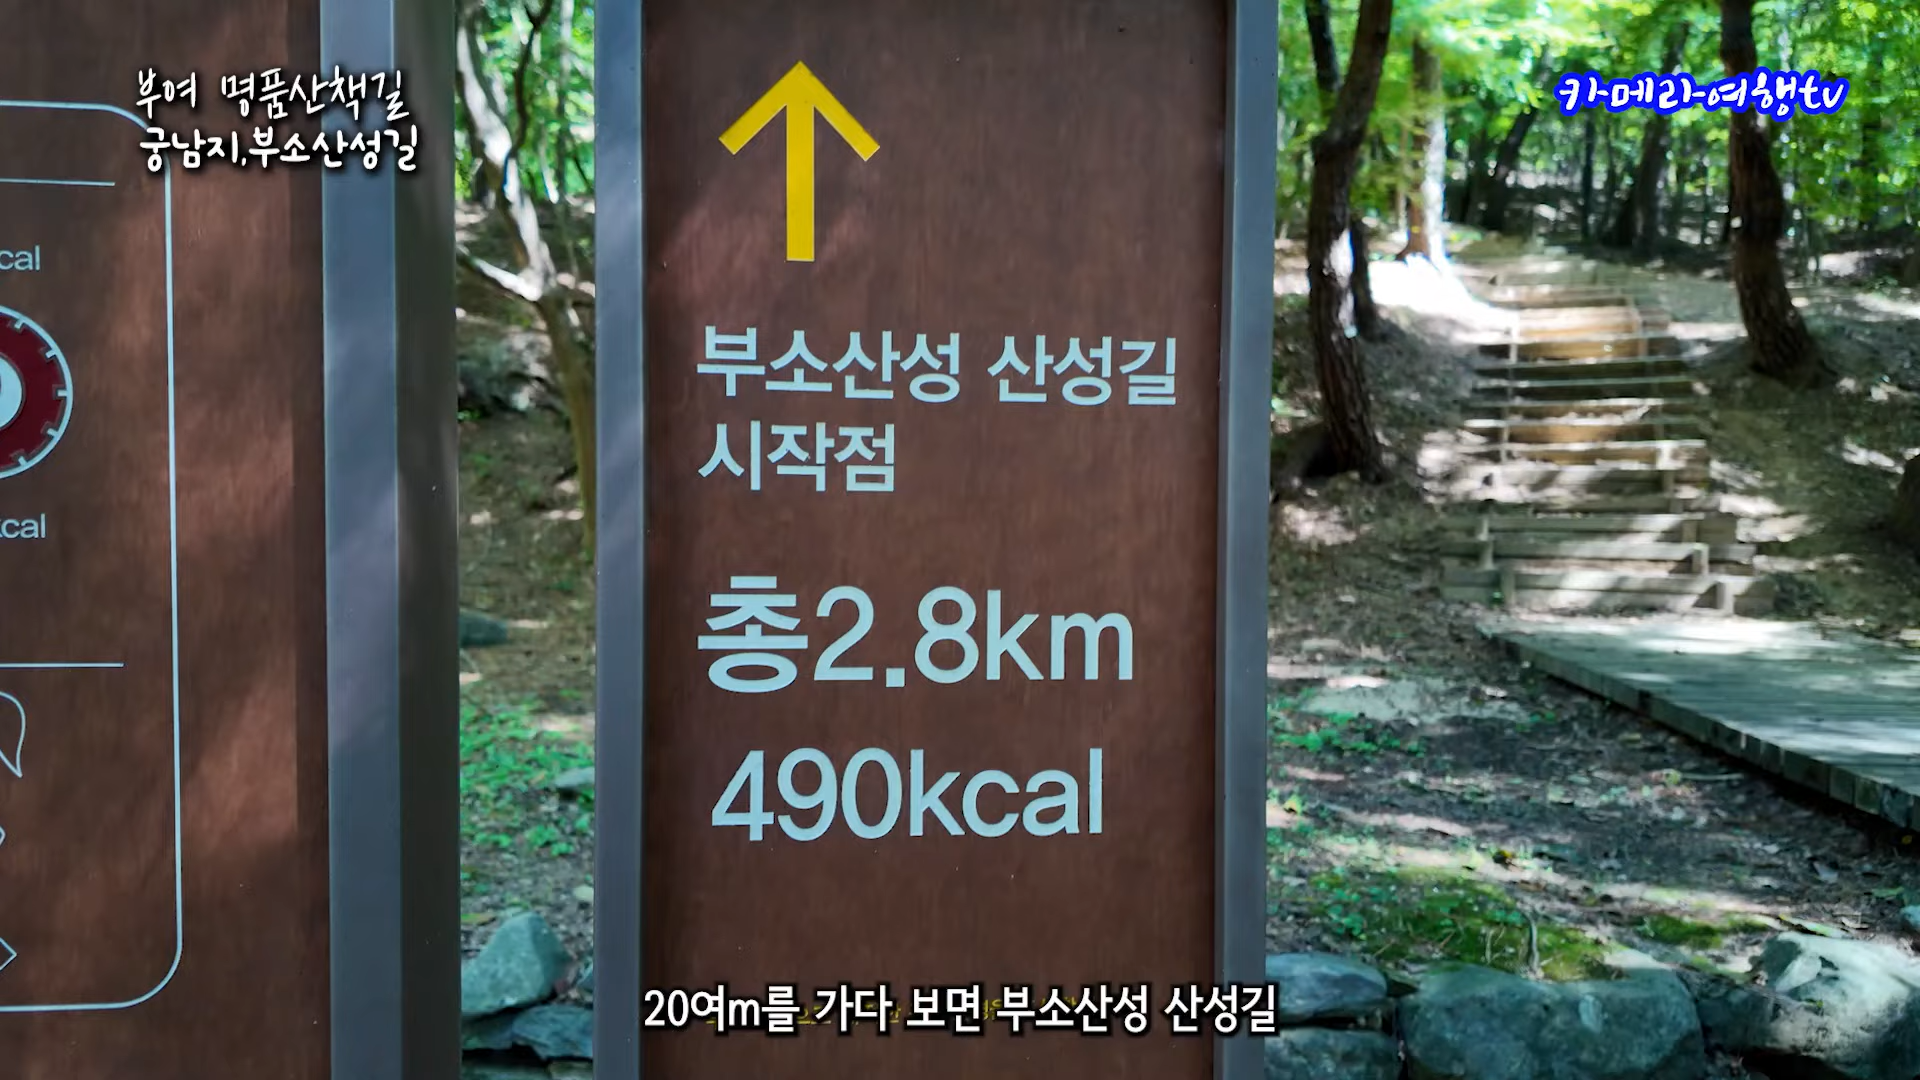 부여 명품산책길
궁남지,부소산성길
카메라여행tv
cal
kcal
부소산성 산성길
시작점
총2.8km
490kcal
20여m를 가다 보면 부소산성 산성길